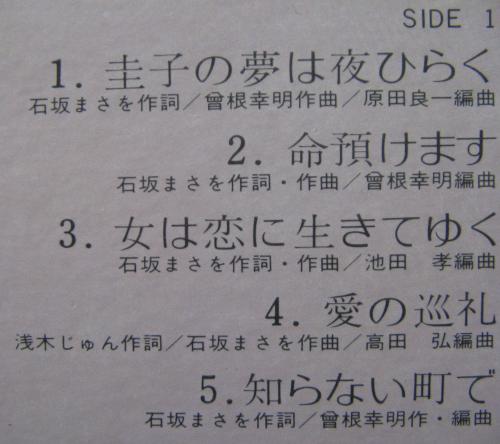 SIDE 1
1. 圭子の夢は夜ひらく
石坂まさを作詞／曾根幸明作曲／原田良一編曲
2. 命預けます
石坂まさを作詞・作曲／曾根幸明編曲
3. 女は恋に生きてゆく
石坂まさを作詞・作曲／池田　孝編曲
4. 愛の巡礼
浅木じゅん作詞／石坂まさを作曲／高田　弘編曲
5. 知らない町で
石坂まさを作詞／曾根幸明作・編曲